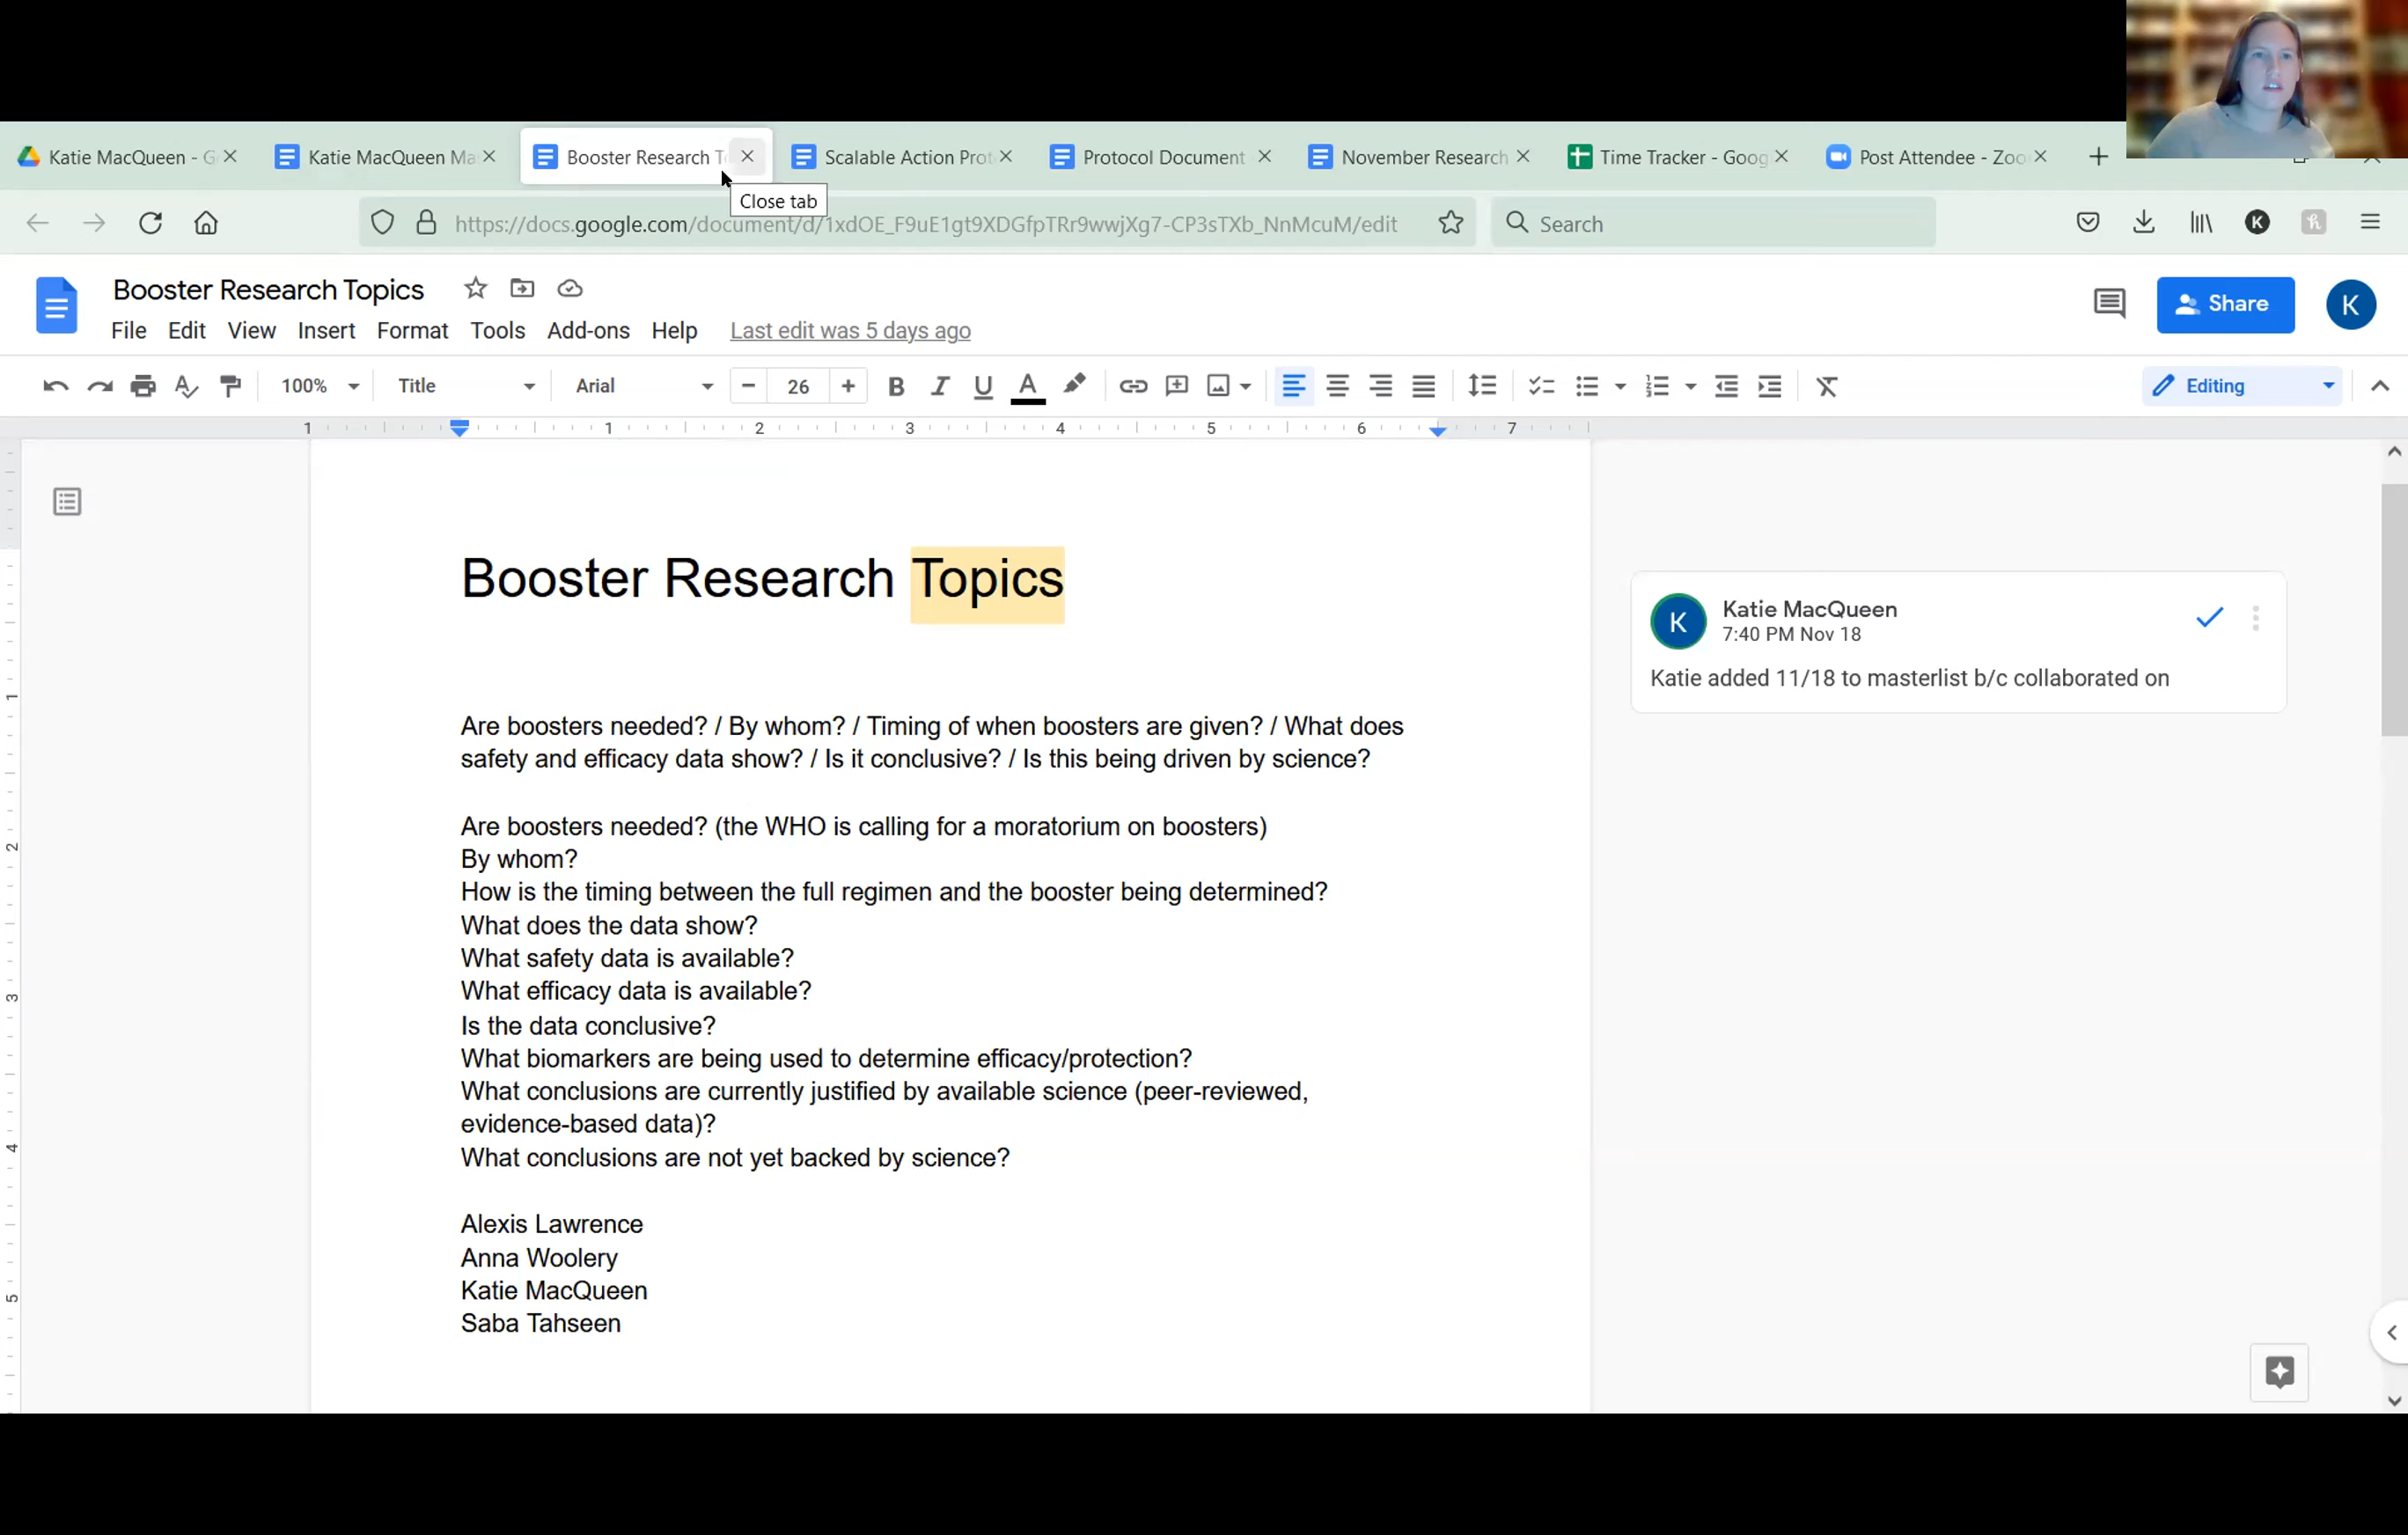 Katie MacQueen - G
Katie MacQueen Ma
Booster Research T
Scalable Action Prot
Protocol Document
November Research
Time Tracker - Goog
Post Attendee - Zoo
Close tab
https://docs.google.com/document/d/1xdOE_F9uE1gt9XDGfpTRr9wwjXg7-CP3sTXb_NnMcuM/edit
Search
K
h
Booster Research Topics
Share
K
File Edit View Insert Format Tools Add-ons Help Last edit was 5 days ago
100% Title Arial 26 B I U A Editing
1 1 2 3 4 5 6 7
Booster Research Topics
K
Katie MacQueen
7:40 PM Nov 18
Katie added 11/18 to masterlist b/c collaborated on
Are boosters needed? / By whom? / Timing of when boosters are given? / What does
safety and efficacy data show? / Is it conclusive? / Is this being driven by science?
Are boosters needed? (the WHO is calling for a moratorium on boosters)
By whom?
How is the timing between the full regimen and the booster being determined?
What does the data show?
What safety data is available?
What efficacy data is available?
Is the data conclusive?
What biomarkers are being used to determine efficacy/protection?
What conclusions are currently justified by available science (peer-reviewed,
evidence-based data)?
What conclusions are not yet backed by science?
Alexis Lawrence
Anna Woolery
Katie MacQueen
Saba Tahseen
1
2
3
4
5